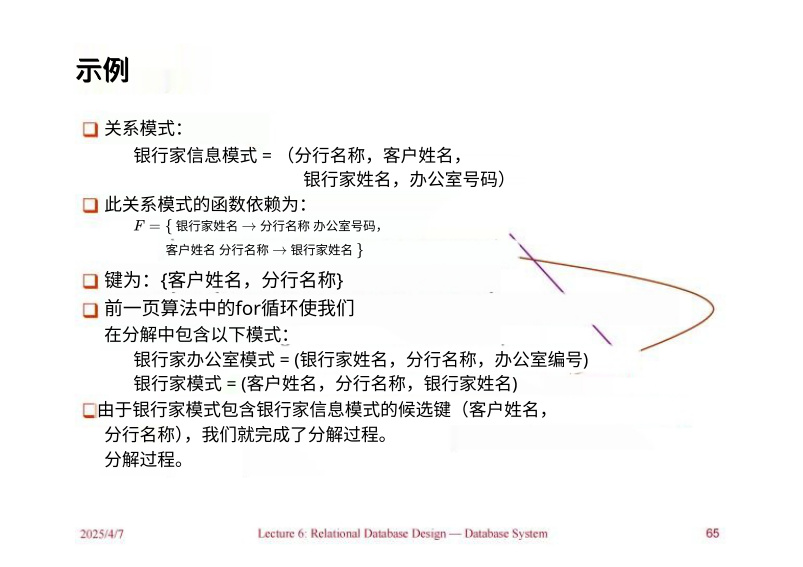 示例
关系模式：
银行家信息模式 = （分行名称，客户姓名，
银行家姓名，办公室号码）
此关系模式的函数依赖为：
F = { 银行家姓名 → 分行名称 办公室号码，
客户姓名 分行名称 → 银行家姓名 }
键为：{客户姓名，分行名称}
前一页算法中的for循环使我们
在分解中包含以下模式：
银行家办公室模式 = (银行家姓名，分行名称，办公室编号)
银行家模式 = (客户姓名，分行名称，银行家姓名)
由于银行家模式包含银行家信息模式的候选键（客户姓名，
分行名称），我们就完成了分解过程。
分解过程。
2025/4/7 Lecture 6: Relational Database Design — Database System 65